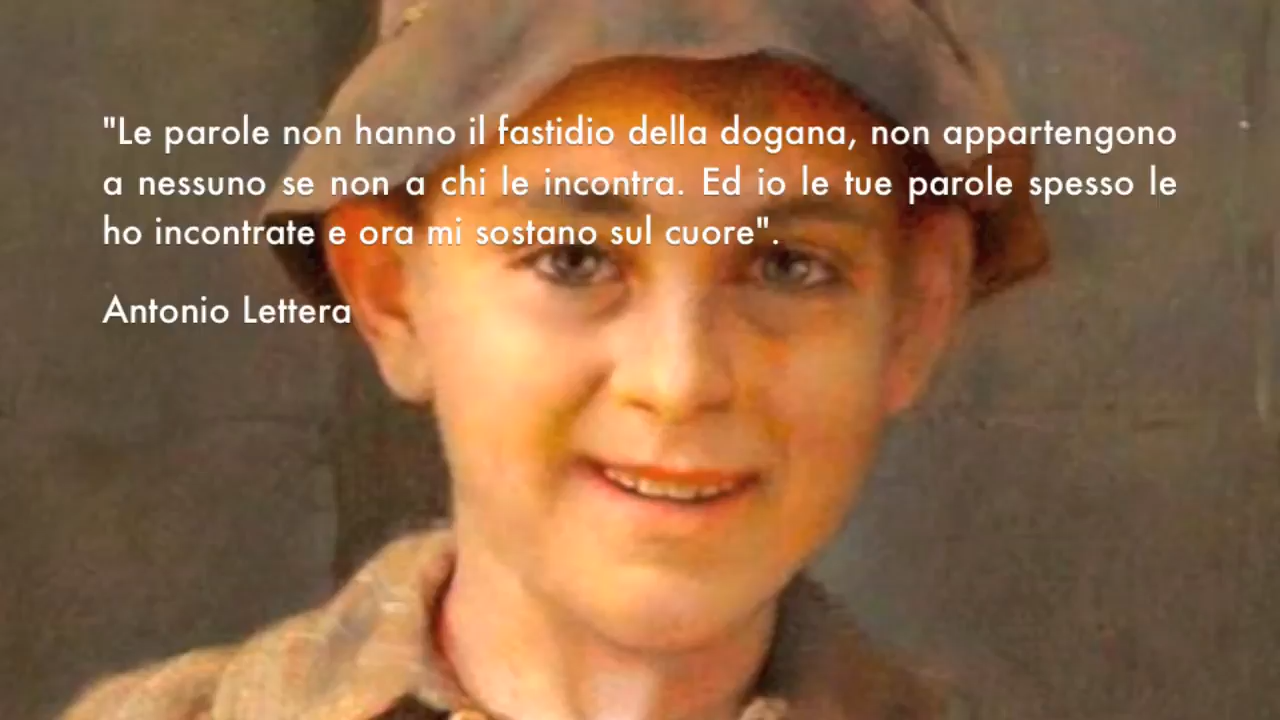 "Le parole non hanno il fastidio della dogana, non appartengono
a nessuno se non a chi le incontra. Ed io le tue parole spesso le
ho incontrate e ora mi sostano sul cuore".
Antonio Lettera